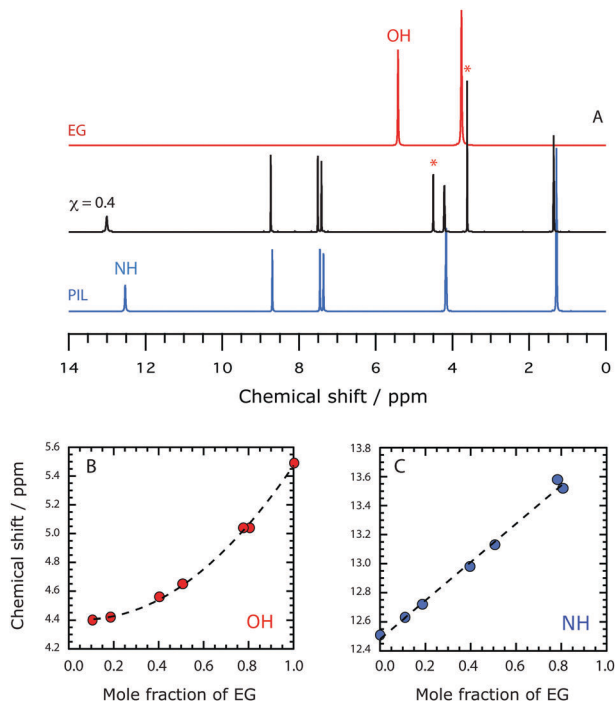 OH
*
A
EG
*
χ = 0.4
NH
PIL
14 12 10 8 6 4 2 0
Chemical shift / ppm
5.6
B
5.4
5.2
5.0
4.8
4.6
4.4
OH
4.2
0.0 0.2 0.4 0.6 0.8 1.0
Mole fraction of EG
Chemical shift / ppm
13.8
C
13.6
13.4
13.2
13.0
12.8
12.6
NH
12.4
0.0 0.2 0.4 0.6 0.8 1.0
Mole fraction of EG